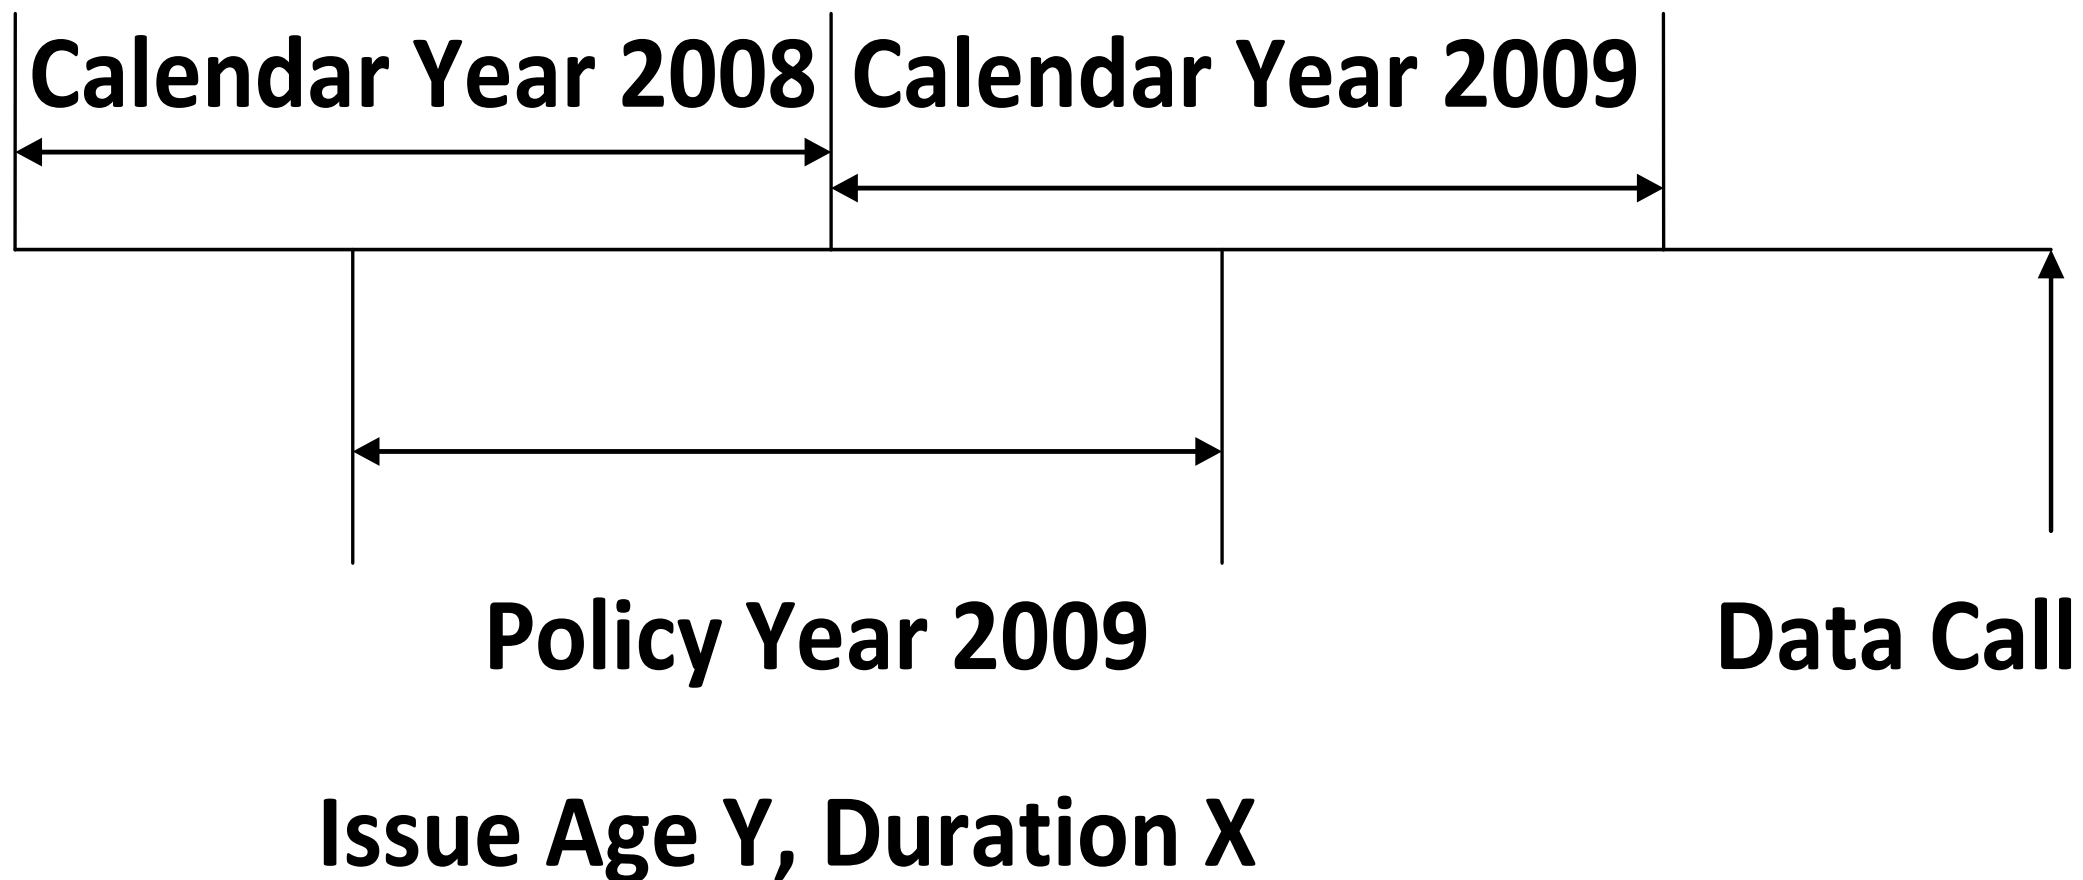 Calendar Year 2008
Calendar Year 2009
Policy Year 2009
Data Call
Issue Age Y, Duration X